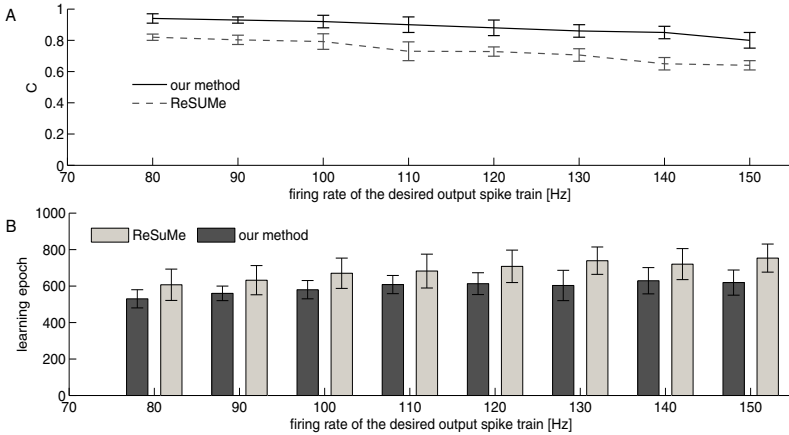 A
1
0.8
0.6
0.4
0.2
0
C
our method
ReSUMe
70 80 90 100 110 120 130 140 150
firing rate of the desired output spike train [Hz]
B
1000
800
600
400
200
0
learning epoch
ReSuMe our method
70 80 90 100 110 120 130 140 150
firing rate of the desired output spike train [Hz]